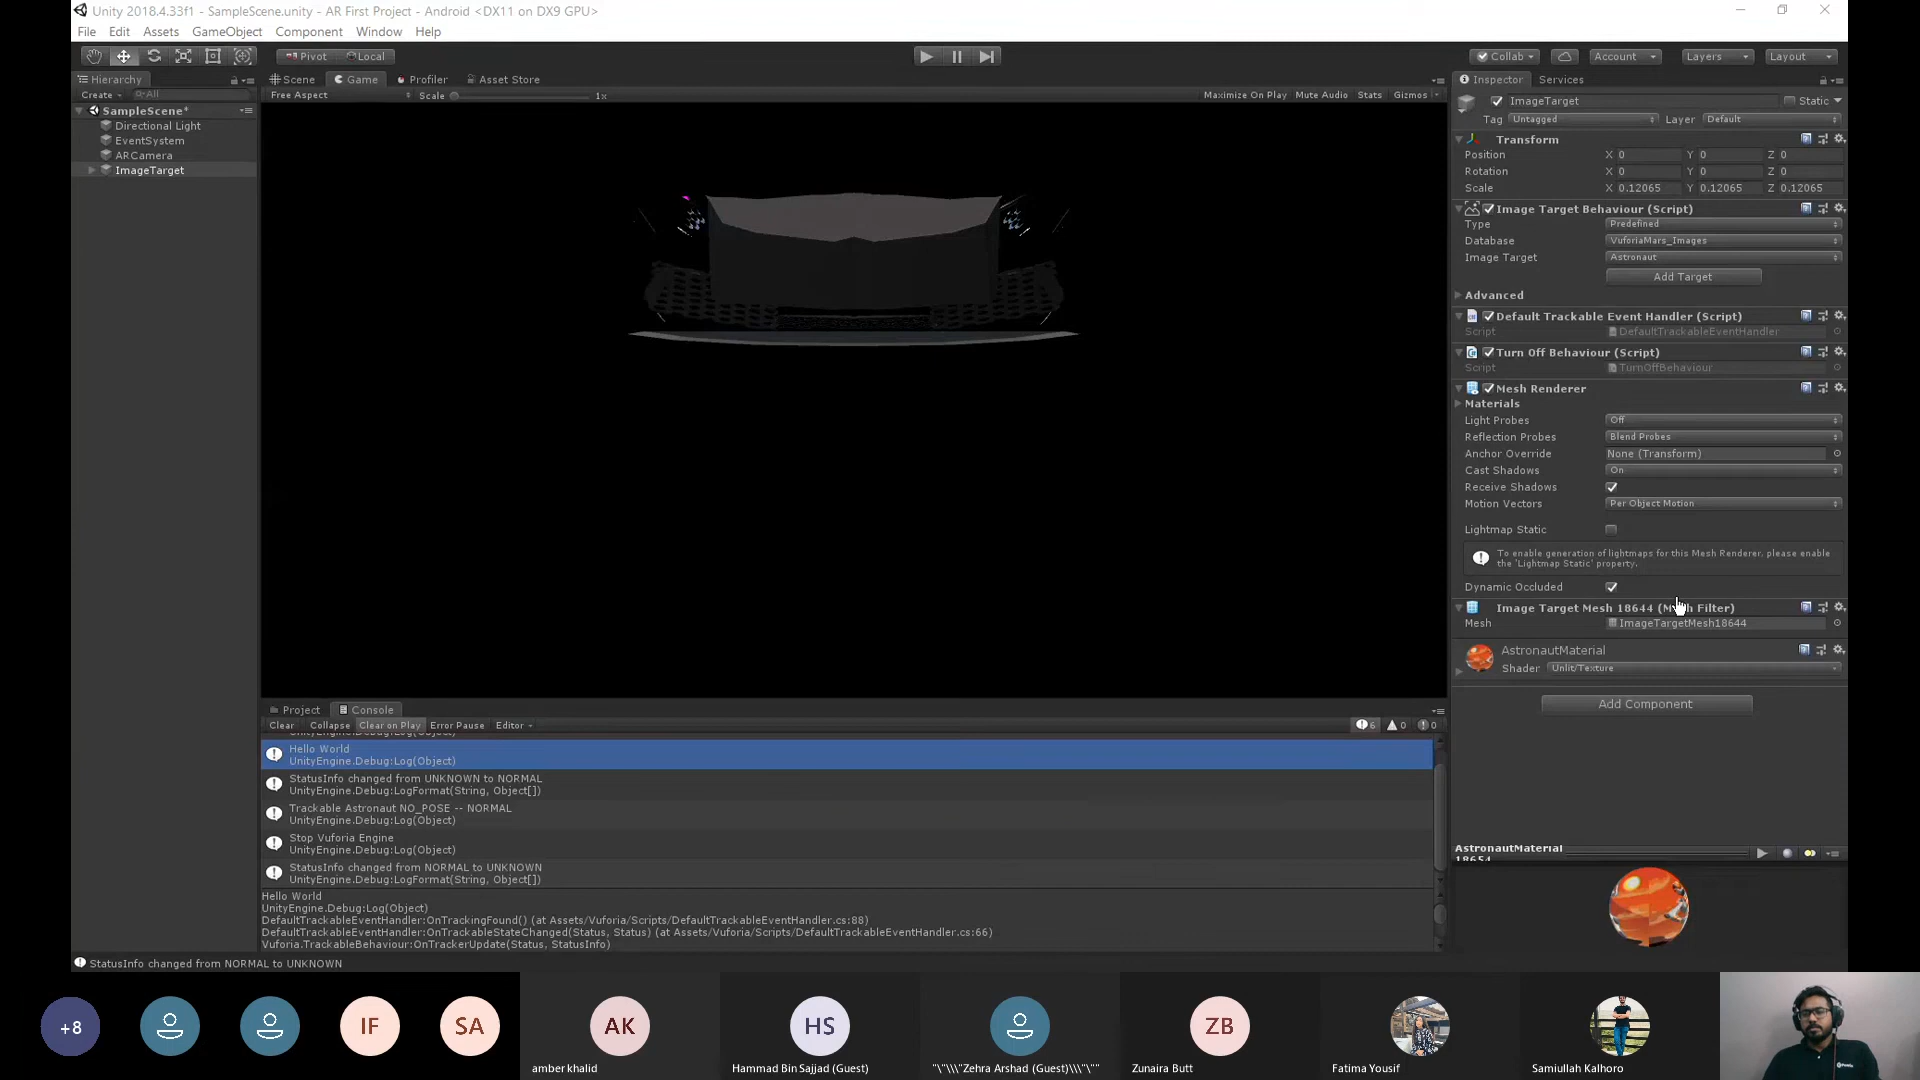 Unity 2018.4.33f1 - SampleScene.unity - AR First Project - Android <DX11 on DX9 GPU>
File Edit Assets GameObject Component Window Help
Pivot Local
Collab Account Layers Layout
Hierarchy
Create All
SampleScene*
Directional Light
EventSystem
ARCamera
ImageTarget
Scene Game Profiler Asset Store
Free Aspect Scale 1x
Maximize On Play Mute Audio Stats Gizmos
Inspector Services
ImageTarget Static
Tag Untagged Layer Default
Transform
Position X 0 Y 0 Z 0
Rotation X 0 Y 0 Z 0
Scale X 0.12065 Y 0.12065 Z 0.12065
Image Target Behaviour (Script)
Type Predefined
Database VuforiaMars_Images
Image Target Astronaut
Add Target
Advanced
Default Trackable Event Handler (Script)
Script DefaultTrackableEventHandler
Turn Off Behaviour (Script)
Script TurnOffBehaviour
Mesh Renderer
Materials
Light Probes Off
Reflection Probes Blend Probes
Anchor Override None (Transform)
Cast Shadows On
Receive Shadows
Motion Vectors Per Object Motion
Lightmap Static
To enable generation of lightmaps for this Mesh Renderer, please enable
the 'Lightmap Static' property.
Dynamic Occluded
Image Target Mesh 18644 (Mesh Filter)
Mesh ImageTargetMesh18644
AstronautMaterial
Shader Unlit/Texture
Add Component
AstronautMaterial
18654
Project Console
Clear Collapse Clear on Play Error Pause Editor
6 0 0
UnityEngine.Debug:Log(Object)
Hello World
UnityEngine.Debug:Log(Object)
StatusInfo changed from UNKNOWN to NORMAL
UnityEngine.Debug:LogFormat(String, Object[])
Trackable Astronaut NO_POSE -- NORMAL
UnityEngine.Debug:Log(Object)
Stop Vuforia Engine
UnityEngine.Debug:Log(Object)
StatusInfo changed from NORMAL to UNKNOWN
UnityEngine.Debug:LogFormat(String, Object[])
Hello World
UnityEngine.Debug:Log(Object)
DefaultTrackableEventHandler:OnTrackingFound() (at Assets/Vuforia/Scripts/DefaultTrackableEventHandler.cs:88)
DefaultTrackableEventHandler:OnTrackableStateChanged(Status, Status) (at Assets/Vuforia/Scripts/DefaultTrackableEventHandler.cs:66)
Vuforia.TrackableBehaviour:OnTrackerUpdate(Status, StatusInfo)
StatusInfo changed from NORMAL to UNKNOWN
+8 IF SA AK HS ZB
amber khalid Hammad Bin Sajjad (Guest) "\"\\\"Zehra Arshad (Guest)\\\"\"" Zunaira Butt Fatima Yousif Samiullah Kalhoro